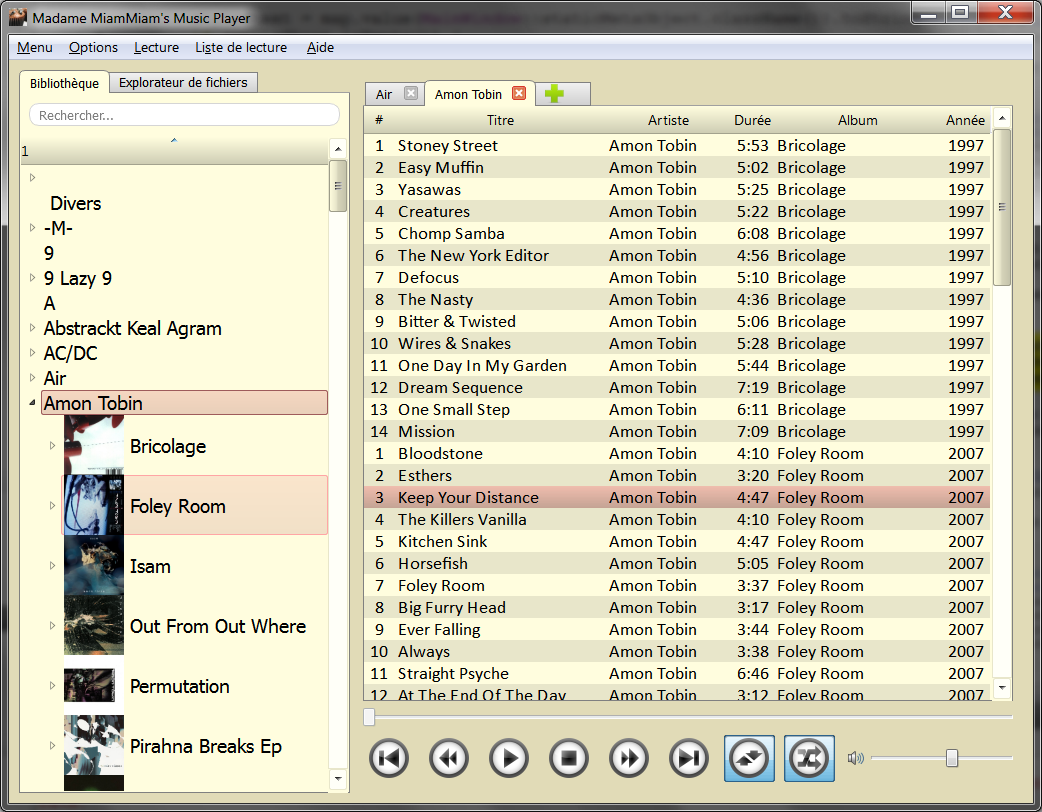 Madame MiamMiam's Music Player
Menu Options Lecture Liste de lecture Aide
Bibliothèque Explorateur de fichiers
Rechercher...
1
Divers
-M-
9
9 Lazy 9
A
Abstrackt Keal Agram
AC/DC
Air
Amon Tobin
Bricolage
Foley Room
Isam
Out From Out Where
Permutation
Pirahna Breaks Ep
Air Amon Tobin
# Titre Artiste Durée Album Année
1 Stoney Street Amon Tobin 5:53 Bricolage 1997
2 Easy Muffin Amon Tobin 5:02 Bricolage 1997
3 Yasawas Amon Tobin 5:25 Bricolage 1997
4 Creatures Amon Tobin 5:22 Bricolage 1997
5 Chomp Samba Amon Tobin 6:08 Bricolage 1997
6 The New York Editor Amon Tobin 4:56 Bricolage 1997
7 Defocus Amon Tobin 5:10 Bricolage 1997
8 The Nasty Amon Tobin 4:36 Bricolage 1997
9 Bitter & Twisted Amon Tobin 5:06 Bricolage 1997
10 Wires & Snakes Amon Tobin 5:28 Bricolage 1997
11 One Day In My Garden Amon Tobin 5:44 Bricolage 1997
12 Dream Sequence Amon Tobin 7:19 Bricolage 1997
13 One Small Step Amon Tobin 6:11 Bricolage 1997
14 Mission Amon Tobin 7:09 Bricolage 1997
1 Bloodstone Amon Tobin 4:10 Foley Room 2007
2 Esthers Amon Tobin 3:20 Foley Room 2007
3 Keep Your Distance Amon Tobin 4:47 Foley Room 2007
4 The Killers Vanilla Amon Tobin 4:10 Foley Room 2007
5 Kitchen Sink Amon Tobin 4:47 Foley Room 2007
6 Horsefish Amon Tobin 5:05 Foley Room 2007
7 Foley Room Amon Tobin 3:37 Foley Room 2007
8 Big Furry Head Amon Tobin 3:17 Foley Room 2007
9 Ever Falling Amon Tobin 3:44 Foley Room 2007
10 Always Amon Tobin 3:38 Foley Room 2007
11 Straight Psyche Amon Tobin 6:46 Foley Room 2007
12 At The End Of The Day Amon Tobin 3:12 Foley Room 2007